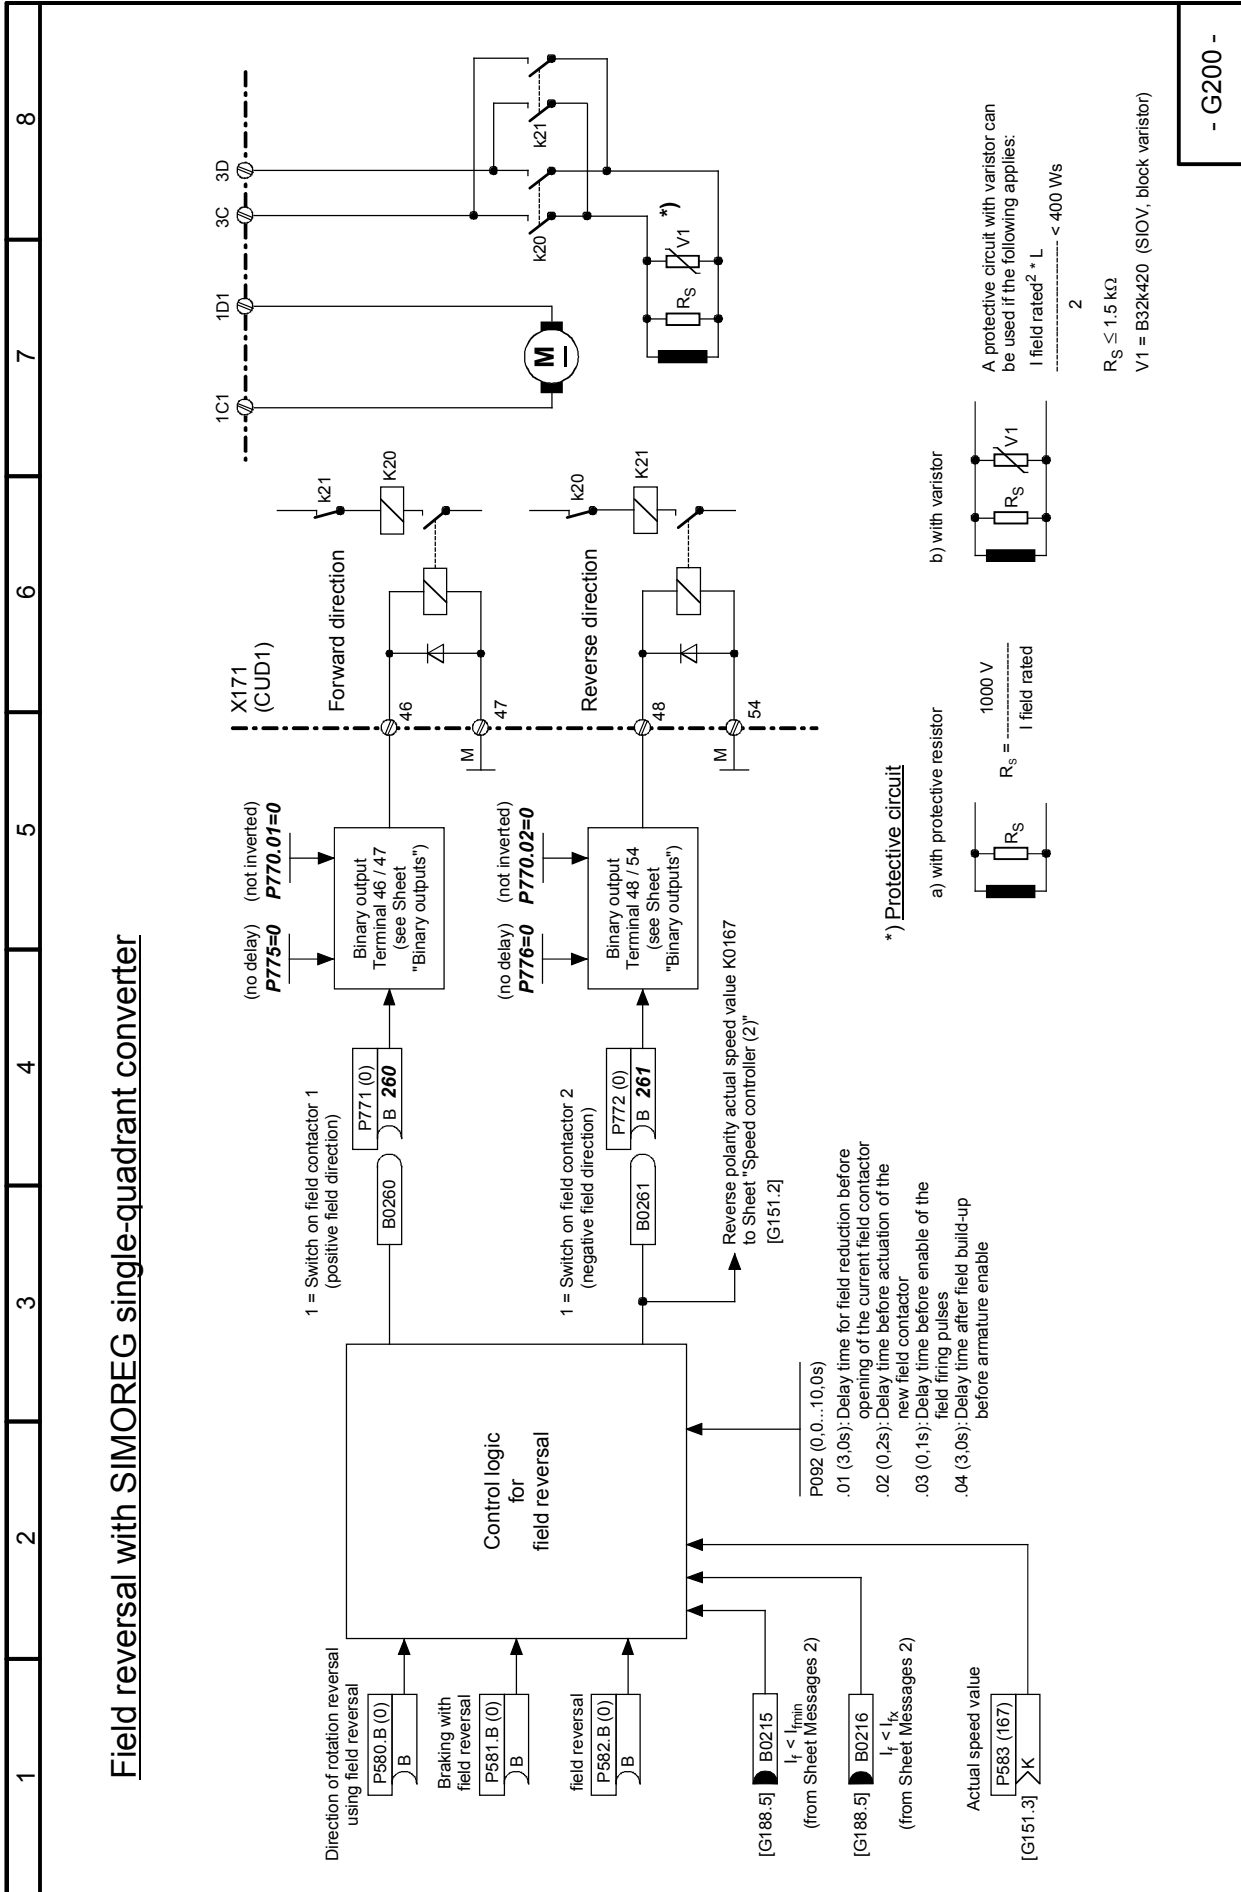 1
2
3
4
5
6
7
8
Field reversal with SIMOREG single-quadrant converter
Direction of rotation reversal
using field reversal
P580.B (0)
B
Braking with
field reversal
P581.B (0)
B
field reversal
P582.B (0)
B
[G188.5]
B0215
If < Ifmin
(from Sheet Messages 2)
[G188.5]
B0216
If < Ifx
(from Sheet Messages 2)
Actual speed value
P583 (167)
K
[G151.3]
Control logic
for
field reversal
P092 (0,0...10,0s)
.01 (3,0s): Delay time for field reduction before
opening of the current field contactor
.02 (0,2s): Delay time before actuation of the
new field contactor
.03 (0,1s): Delay time before enable of the
field firing pulses
.04 (3,0s): Delay time after field build-up
before armature enable
1 = Switch on field contactor 1
(positive field direction)
B0260
P771 (0)
B 260
1 = Switch on field contactor 2
(negative field direction)
B0261
P772 (0)
B 261
Reverse polarity actual speed value K0167
to Sheet "Speed controller (2)"
[G151.2]
(no delay)
P775=0
(not inverted)
P770.01=0
Binary output
Terminal 46 / 47
(see Sheet
"Binary outputs")
(no delay)
P776=0
(not inverted)
P770.02=0
Binary output
Terminal 48 / 54
(see Sheet
"Binary outputs")
X171
(CUD1)
Forward direction
46
M
47
k21
K20
Reverse direction
48
M
54
k20
K21
1C1
1D1
3C
3D
M
k20
k21
RS
V1
*)
*) Protective circuit
a) with protective resistor
RS
RS =
1000 V
---------------
I field rated
b) with varistor
RS
V1
A protective circuit with varistor can
be used if the following applies:
I field rated² * L
--------------------- < 400 Ws
2
RS ≤ 1.5 kΩ
V1 = B32k420 (SIOV, block varistor)
- G200 -